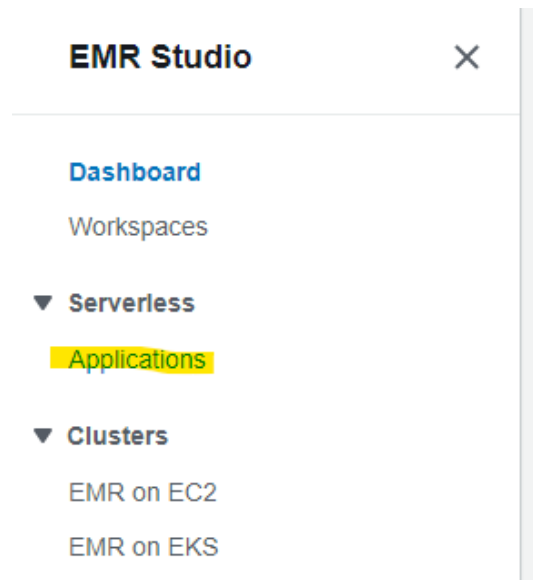 EMR Studio
Dashboard
Workspaces
Serverless
Applications
Clusters
EMR on EC2
EMR on EKS